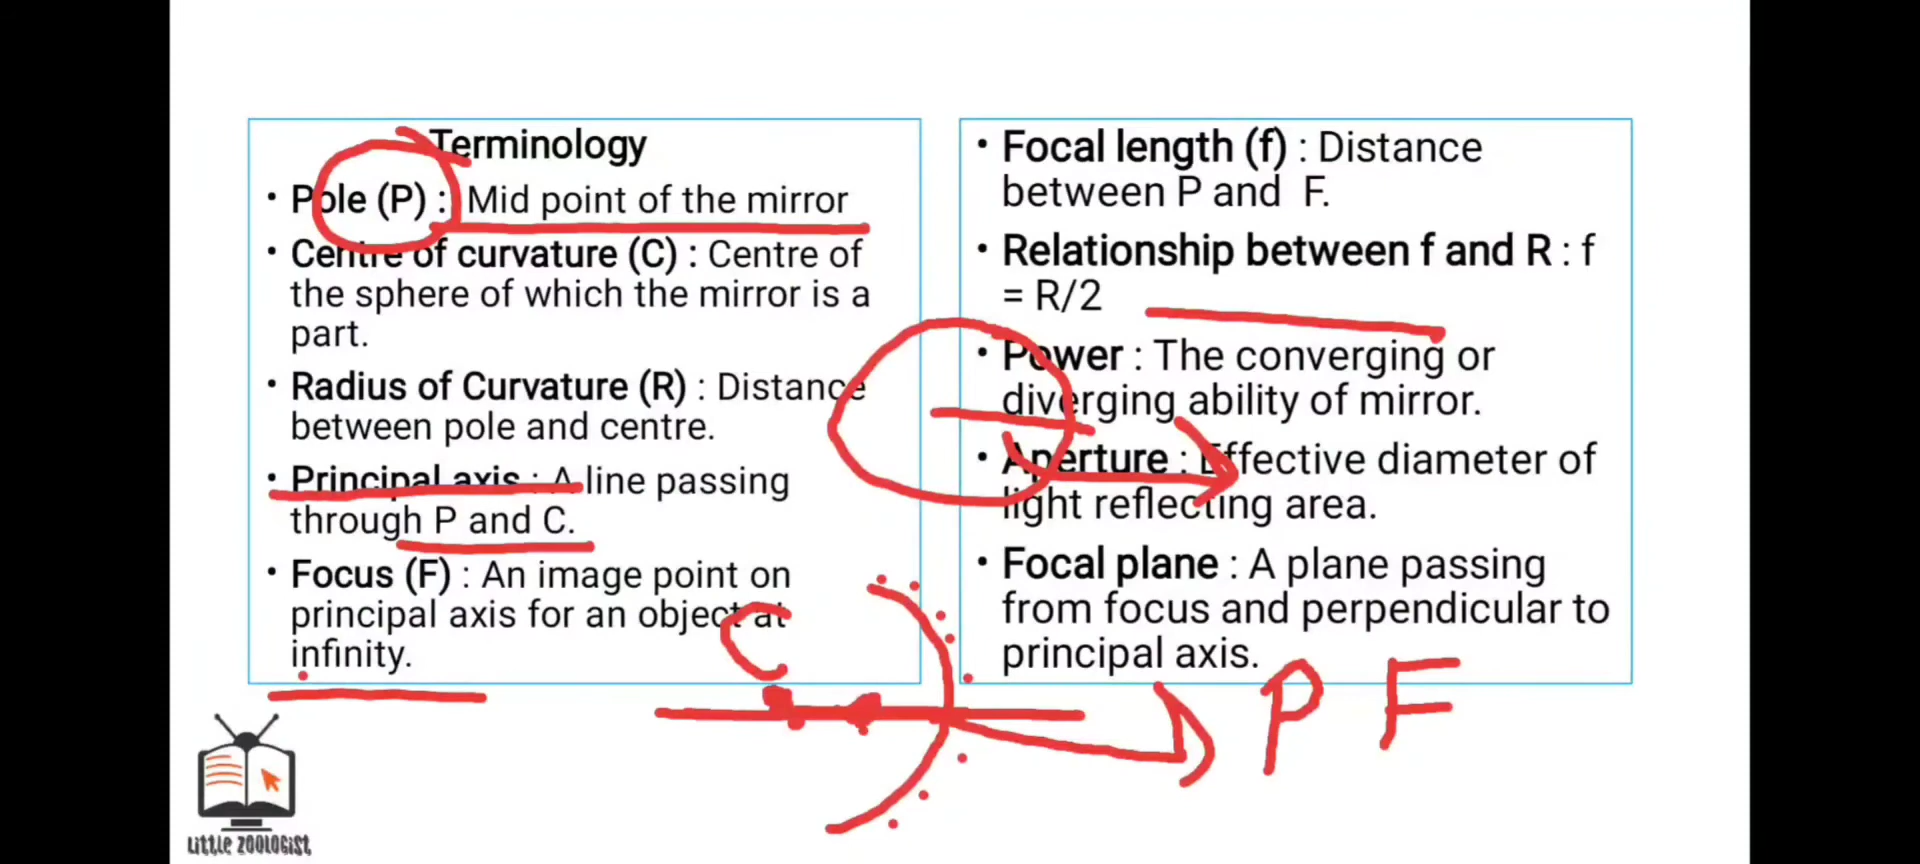 Terminology
• Pole (P) : Mid point of the mirror
• Centre of curvature (C) : Centre of
the sphere of which the mirror is a
part.
• Radius of Curvature (R) : Distance
between pole and centre.
• Principal axis : A line passing
through P and C.
• Focus (F) : An image point on
principal axis for an object at
infinity.
• Focal length (f) : Distance
between P and F.
• Relationship between f and R : f
= R/2
• Power : The converging or
diverging ability of mirror.
• Aperture : Effective diameter of
light reflecting area.
• Focal plane : A plane passing
from focus and perpendicular to
principal axis.
C
P F
LITTLE ZOOLOGIST